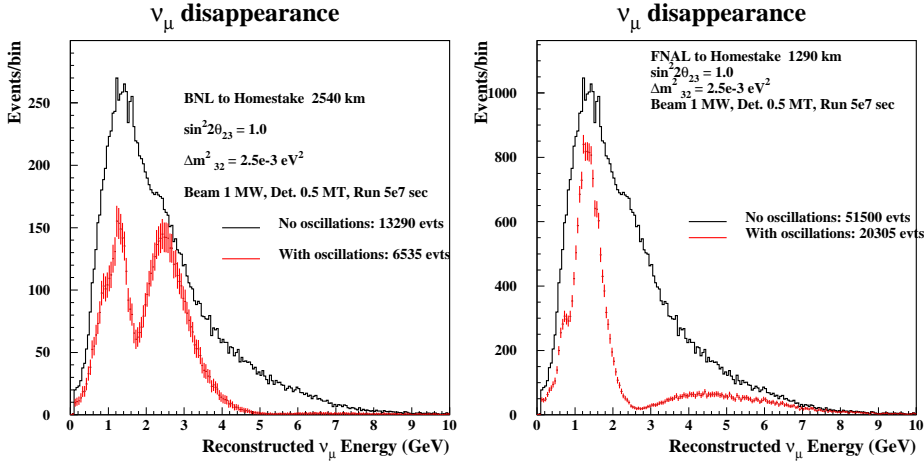 ν_μ disappearance
Events/bin
250
200
150
100
50
0
BNL to Homestake 2540 km
sin²2θ₂₃ = 1.0
Δm²₃₂ = 2.5e-3 eV²
Beam 1 MW, Det. 0.5 MT, Run 5e7 sec
No oscillations: 13290 evts
With oscillations: 6535 evts
0 1 2 3 4 5 6 7 8 9 10
Reconstructed ν_μ Energy (GeV)
ν_μ disappearance
Events/bin
1000
800
600
400
200
0
FNAL to Homestake 1290 km
sin²2θ₂₃ = 1.0
Δm²₃₂ = 2.5e-3 eV²
Beam 1 MW, Det. 0.5 MT, Run 5e7 sec
No oscillations: 51500 evts
With oscillations: 20305 evts
0 1 2 3 4 5 6 7 8 9 10
Reconstructed ν_μ Energy (GeV)